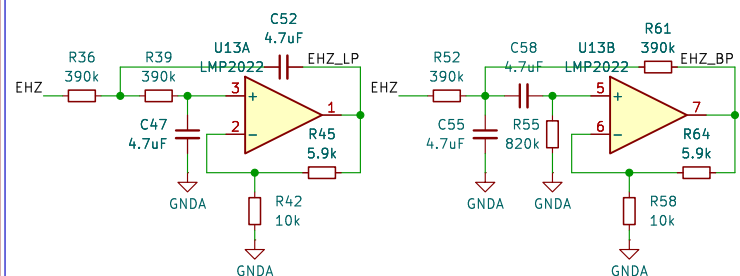 C52
4.7uF
R36
390k
R39
390k
U13A
LMP2022
EHZ_LP
EHZ
3
+
2
−
1
C47
4.7uF
R45
5.9k
GNDA
R42
10k
GNDA
R61
390k
R52
390k
C58
4.7uF
U13B
LMP2022
EHZ_BP
EHZ
5
+
6
−
7
C55
4.7uF
R55
820k
R64
5.9k
GNDA
GNDA
R58
10k
GNDA